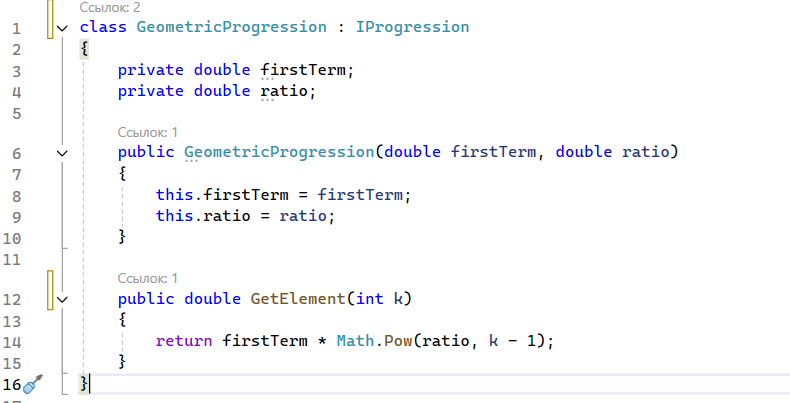 Ссылок: 2
1 class GeometricProgression : IProgression
2 {
3     private double firstTerm;
4     private double ratio;
5
Ссылок: 1
6     public GeometricProgression(double firstTerm, double ratio)
7     {
8         this.firstTerm = firstTerm;
9         this.ratio = ratio;
10     }
11
Ссылок: 1
12     public double GetElement(int k)
13     {
14         return firstTerm * Math.Pow(ratio, k - 1);
15     }
16 }